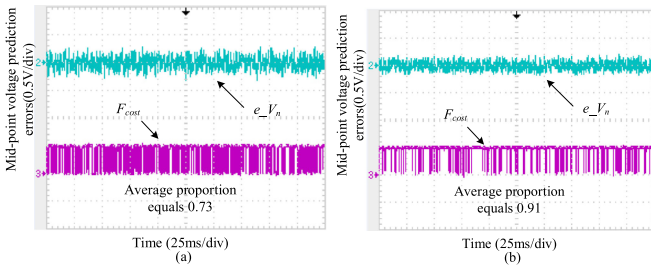 Mid-point voltage prediction
errors(0.5V/div)
2
e_Vn
Fcost
3
Average proportion
equals 0.73
Time (25ms/div)
(a)
Mid-point voltage prediction
errors(0.5V/div)
2
e_Vn
Fcost
3
Average proportion
equals 0.91
Time (25ms/div)
(b)